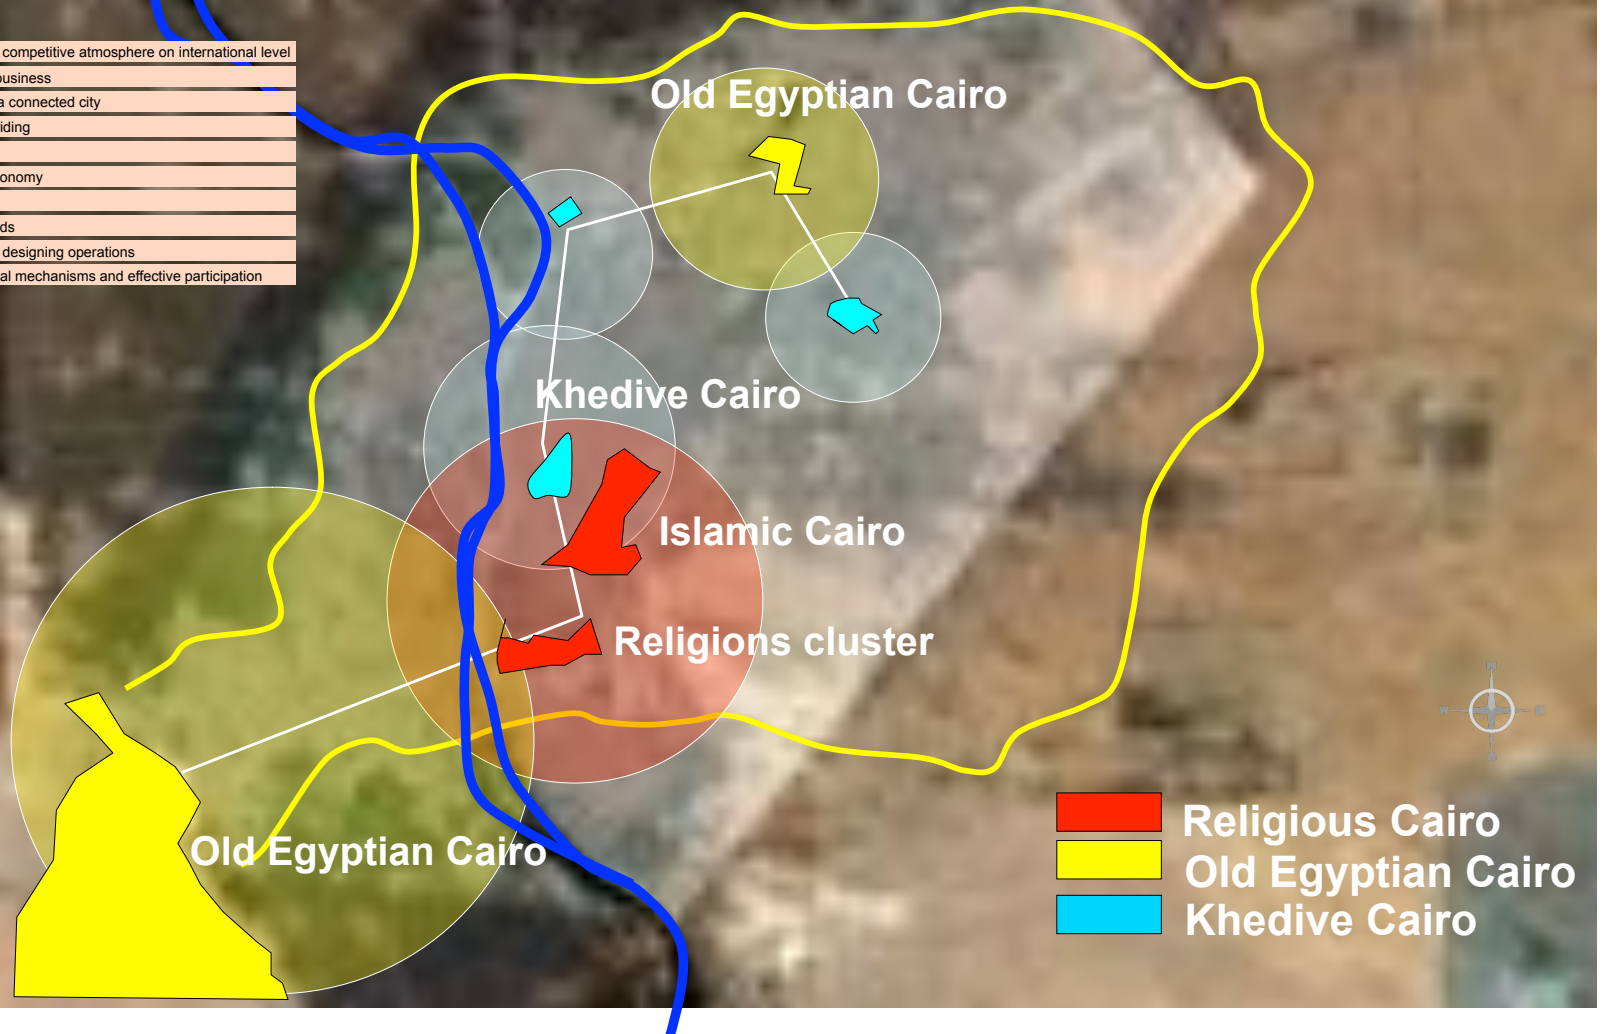 competitive atmosphere on international level
business
a connected city
iding
onomy
ds
designing operations
al mechanisms and effective participation
Old Egyptian Cairo
Khedive Cairo
Islamic Cairo
Religions cluster
Old Egyptian Cairo
N
W
E
S
Religious Cairo
Old Egyptian Cairo
Khedive Cairo